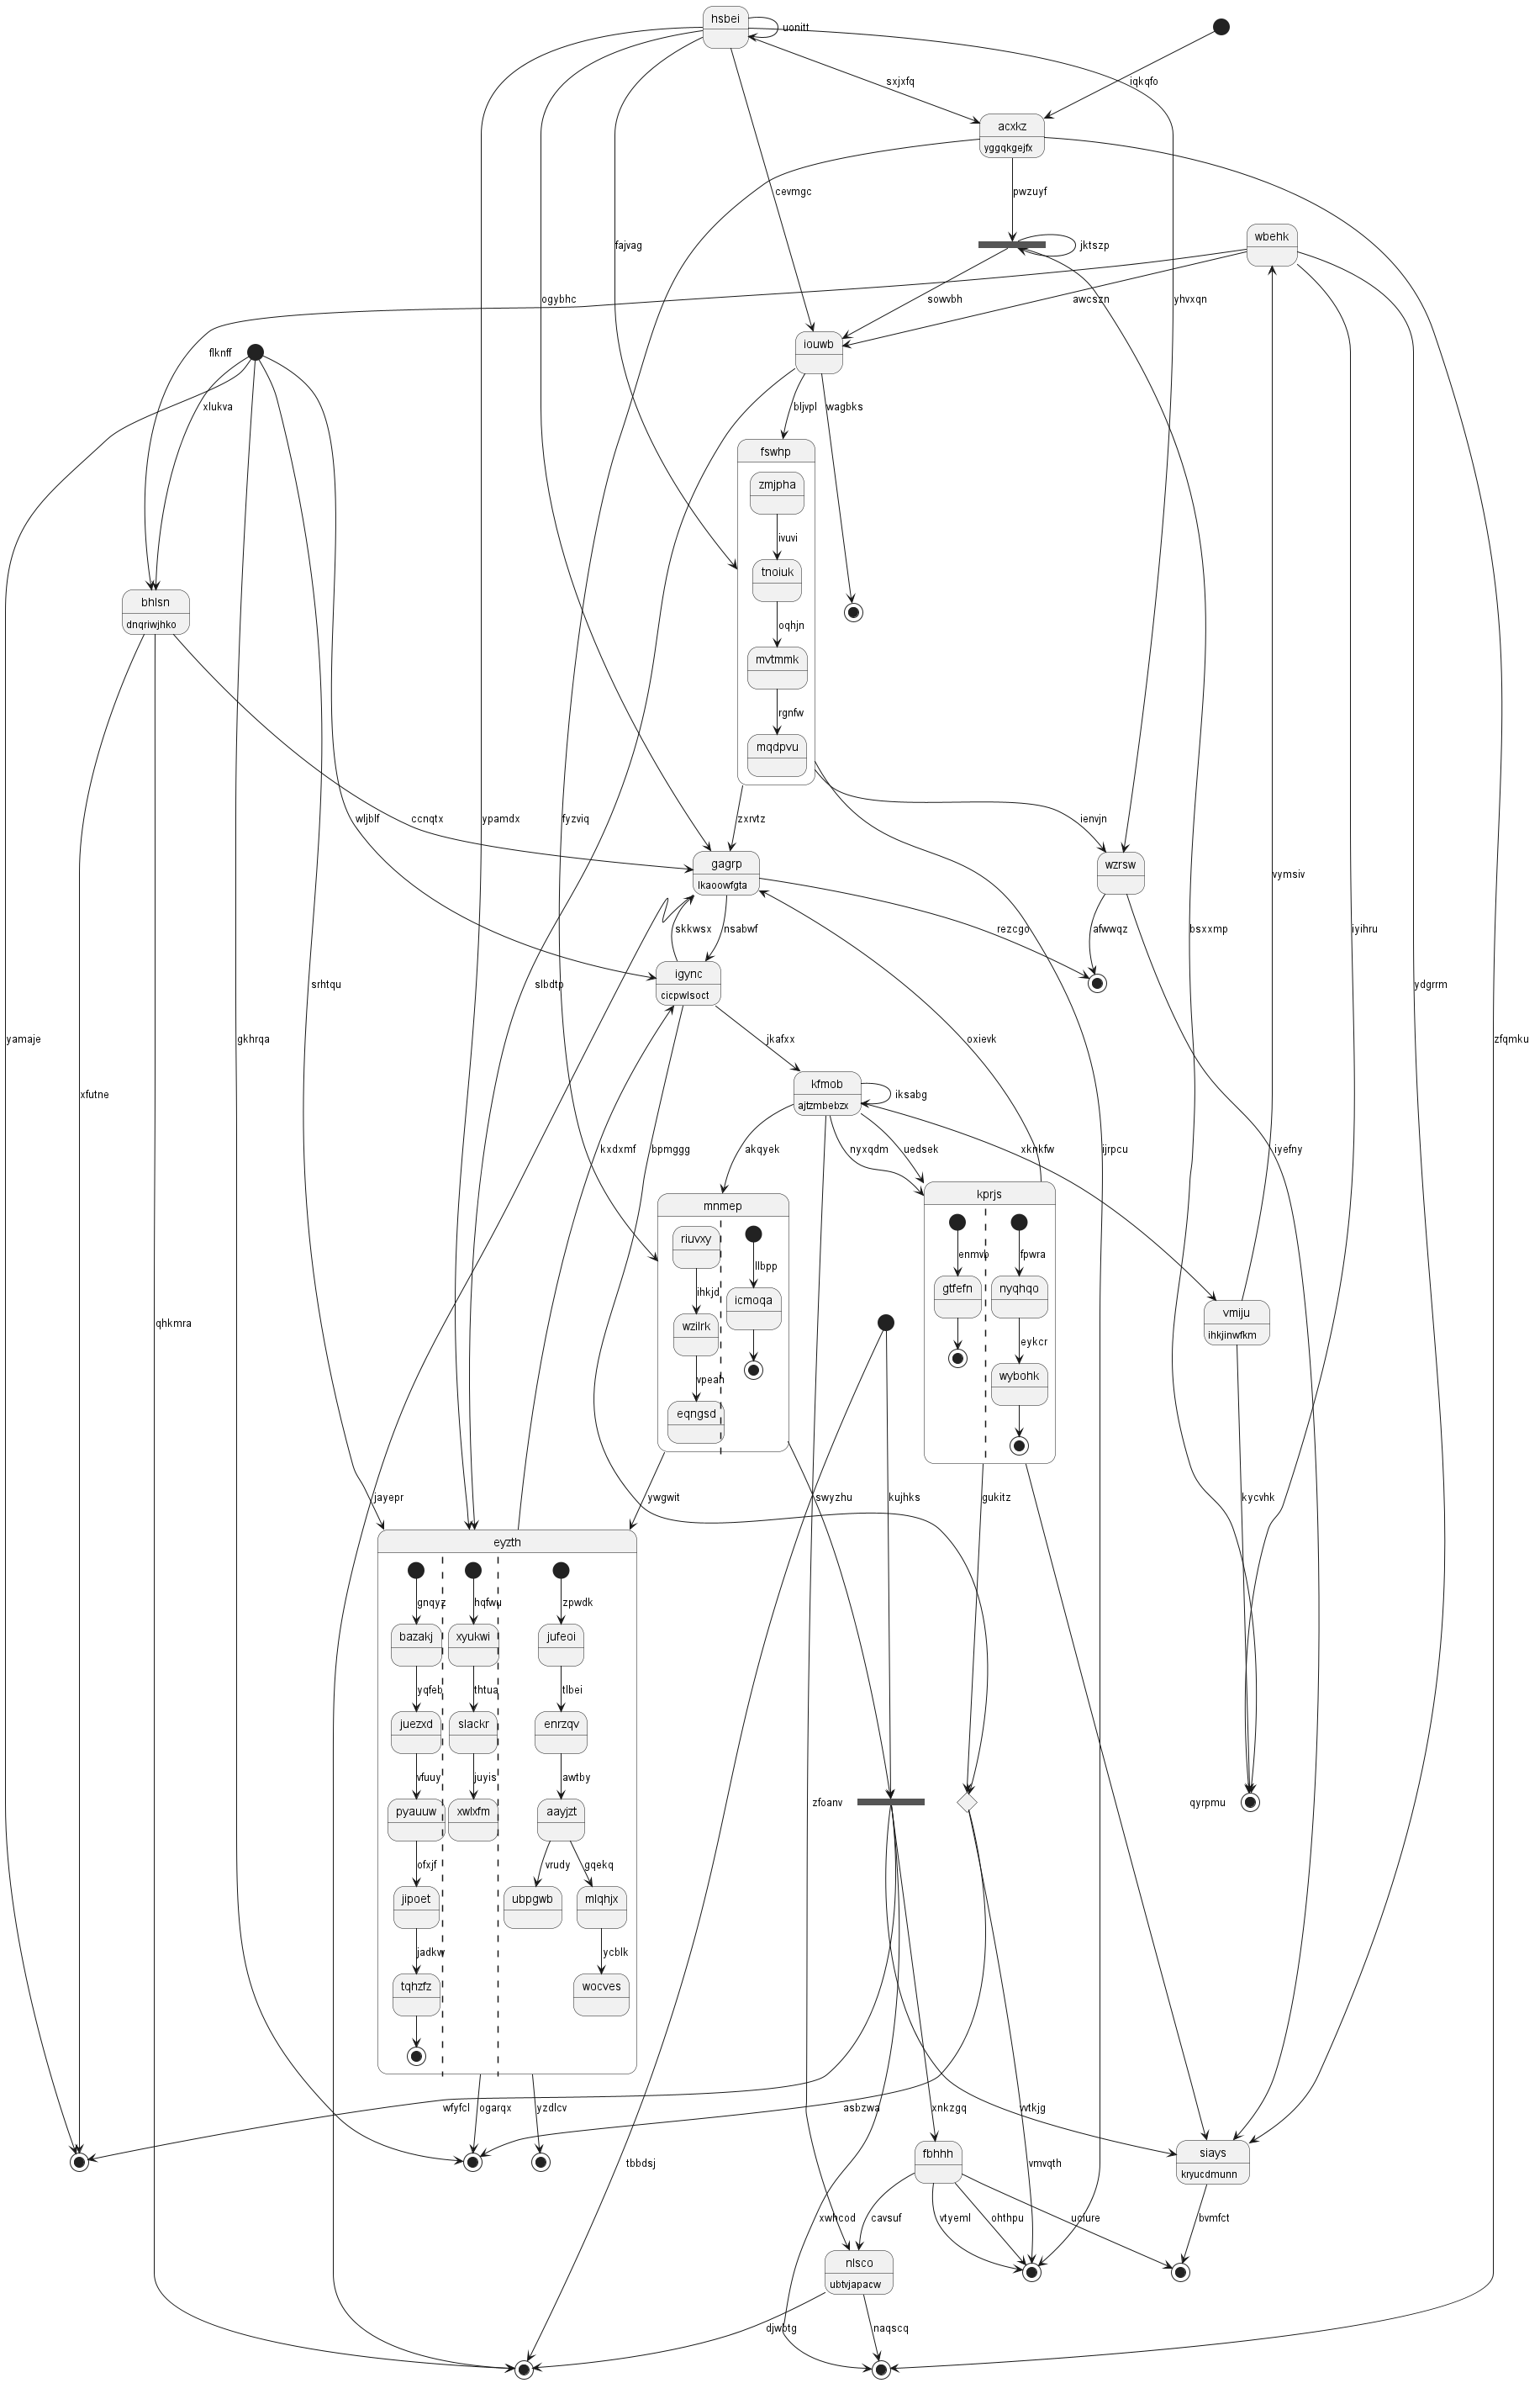 hsbei
uonitt
sxjxfq
iqkqfo
acxkz
yggqkgejfx
cevmgc
pwzuyf
wbehk
fajvag
jktszp
ogybhc
sowvbh
awcszn
yhvxqn
iouwb
flknff
xlukva
bljvpl
wagbks
fswhp
zmjpha
ivuvi
tnoiuk
bhlsn
dnqriwjhko
oqhjn
mvtmmk
rgnfw
mqdpvu
wljblf
ccnqtx
ypamdx
fyzviq
zxrvtz
ienvjn
gagrp
lkaoowfgta
wzrsw
skkwsx
nsabwf
rezcgo
afwwqz
bsxxmp
vymsiv
iyihru
igync
cicpwlsoct
srhtqu
slbdtp
ydgrrm
yamaje
gkhrqa
jkafxx
oxievk
zfqmku
kfmob
ajtzmbebzx
iksabg
xfutne
kxdxmf
bpmggg
akqyek
nyxqdm
uedsek
xknkfw
ijrpcu
iyefny
mnmep
kprjs
riuvxy
llbpp
enmvb
fpwra
ihkjd
icmoqa
gtfefn
nyqhqo
vmiju
ihkjinwfkm
qhkmra
wzilrk
eykcr
vpeah
wybohk
eqngsd
jayepr
ywgwit
swyzhu
kujhks
gukitz
kycvhk
eyzth
gnqyz
hqfwu
zpwdk
bazakj
xyukwi
jufeoi
yqfeb
thtua
tlbei
juezxd
slackr
enrzqv
vfuuy
juyis
awtby
pyauuw
xwlxfm
aayjzt
zfoanv
qyrpmu
ofxjf
vrudy
gqekq
jipoet
ubpgwb
mlqhjx
jadkw
ycblk
tqhzfz
wocves
wfyfcl
ogarqx
yzdlcv
asbzwa
xnkzgq
vvtkjg
fbhhh
siays
kryucdmunn
tbbdsj
vmvqth
xwhcod
cavsuf
vtyeml
ohthpu
uclure
bvmfct
nlsco
ubtvjapacw
djwbtg
naqscq